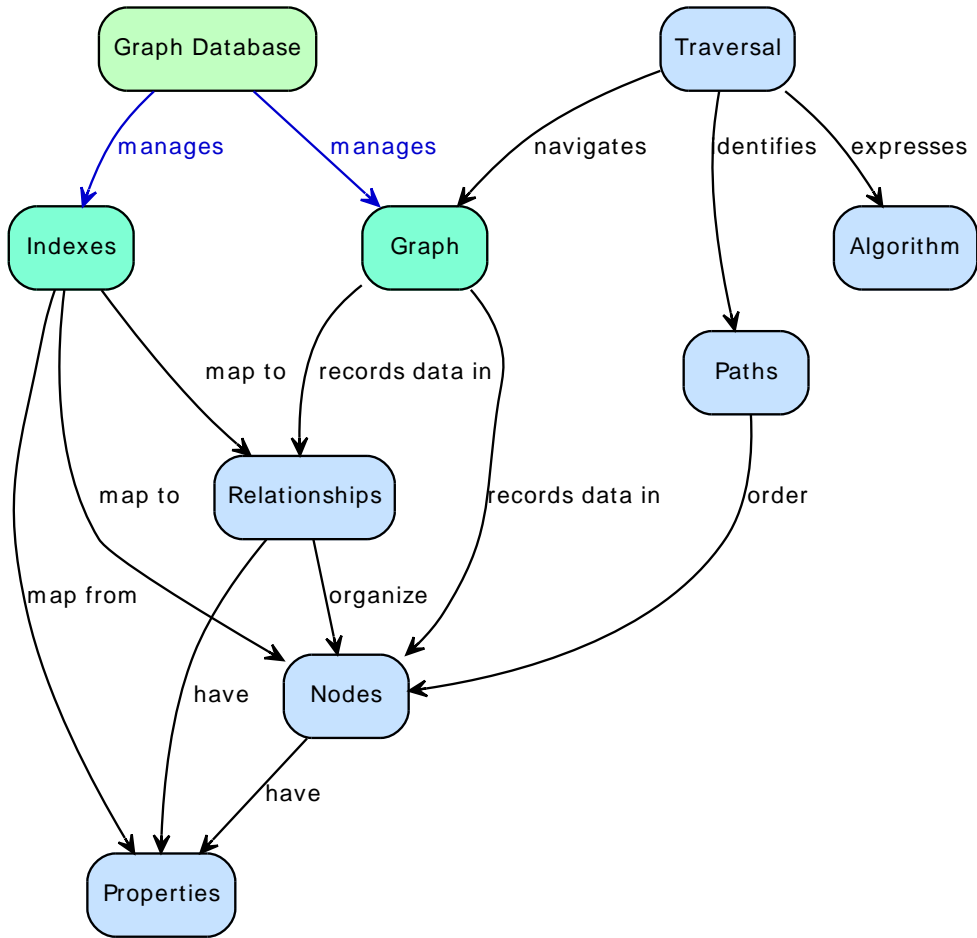 Graph Database
Traversal
manages
manages
navigates
identifies
expresses
Indexes
Graph
Algorithm
map to
records data in
Paths
map to
Relationships
records data in
order
map from
organize
have
Nodes
have
Properties